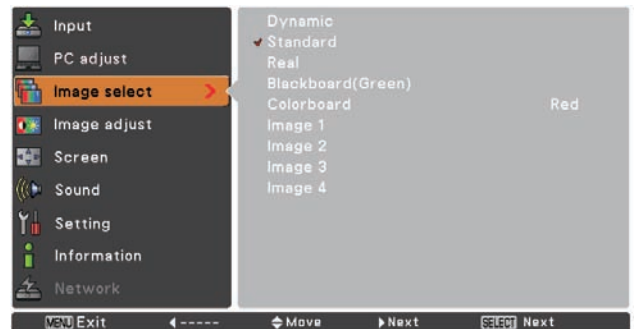 Input
PC adjust
Image select
Image adjust
Screen
Sound
Setting
Information
Network
Dynamic
Standard
Real
Blackboard(Green)
Colorboard Red
Image 1
Image 2
Image 3
Image 4
MENU Exit ----- Move Next SELECT Next